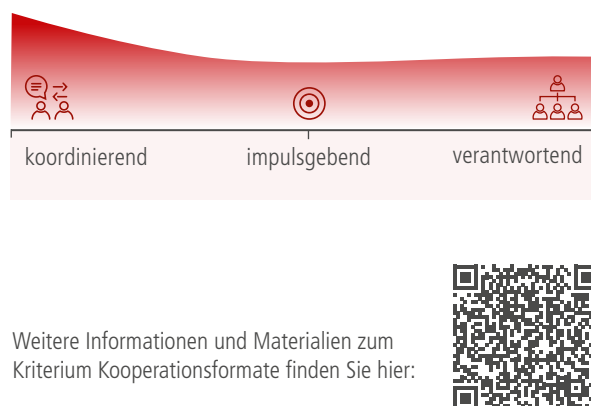 koordinierend impulsgebend verantwortend
Weitere Informationen und Materialien zum
Kriterium Kooperationsformate finden Sie hier: